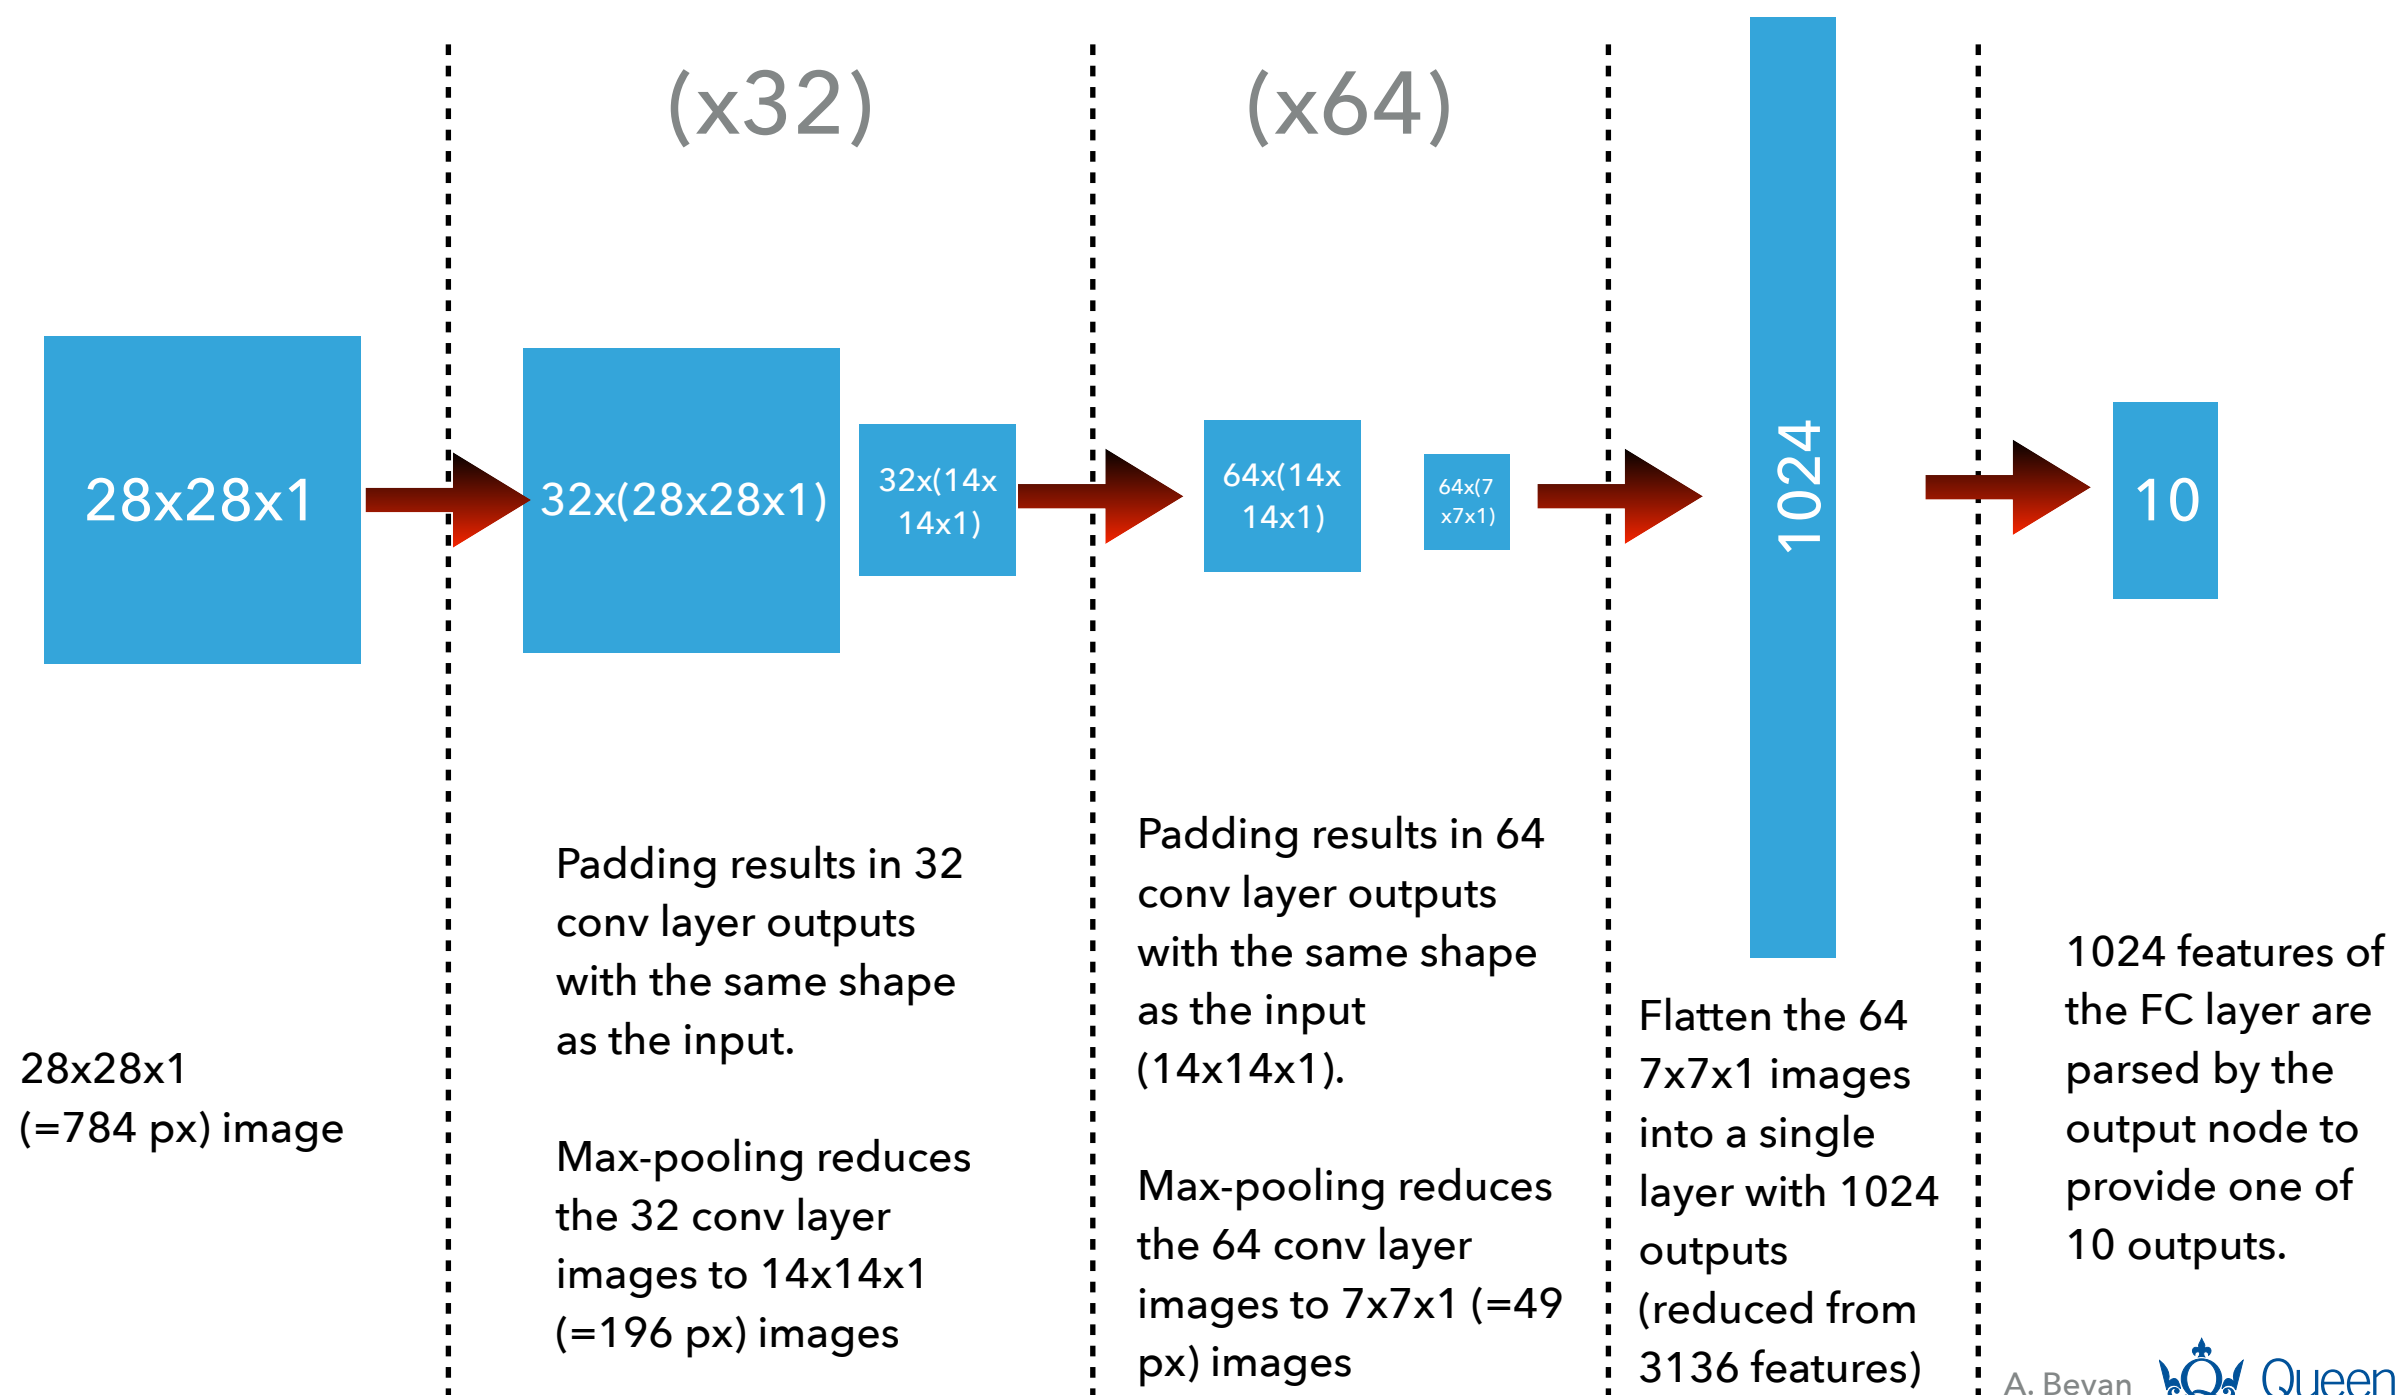 (x32)
(x64)
28x28x1
32x(28x28x1)
32x(14x
14x1)
64x(14x
14x1)
64x(7
x7x1)
1024
10
28x28x1
(=784 px) image
Padding results in 32
conv layer outputs
with the same shape
as the input.
Max-pooling reduces
the 32 conv layer
images to 14x14x1
(=196 px) images
Padding results in 64
conv layer outputs
with the same shape
as the input
(14x14x1).
Max-pooling reduces
the 64 conv layer
images to 7x7x1 (=49
px) images
Flatten the 64
7x7x1 images
into a single
layer with 1024
outputs
(reduced from
3136 features)
1024 features of
the FC layer are
parsed by the
output node to
provide one of
10 outputs.
A. Bevan
Queen